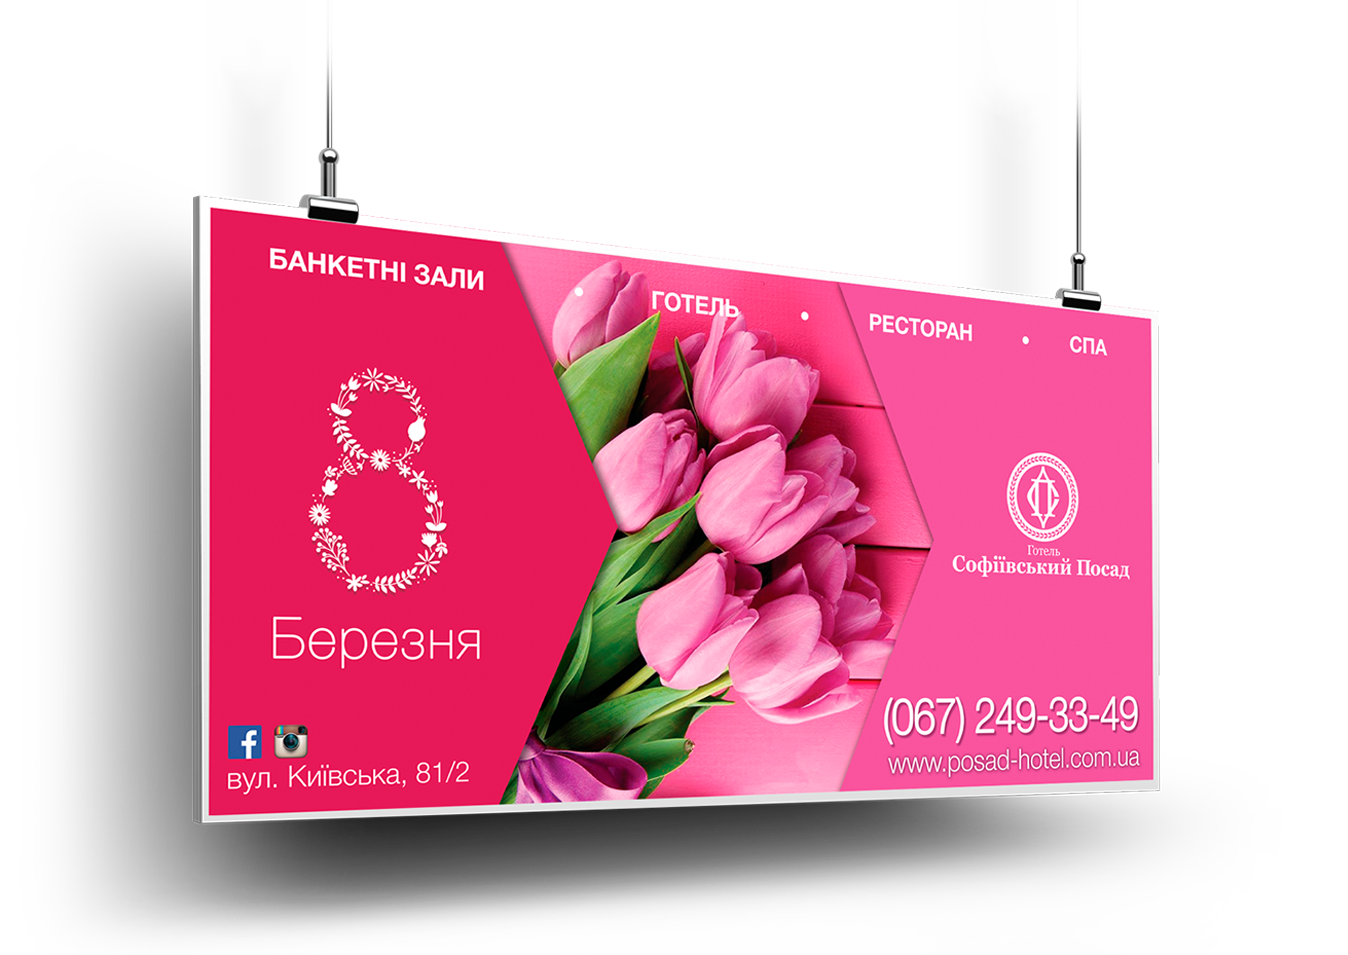 БАНКЕТНІ ЗАЛИ • ГОТЕЛЬ • РЕСТОРАН • СПА
8
Березня
Готель
Софіївський Посад
вул. Київська, 81/2
(067) 249-33-49
www.posad-hotel.com.ua